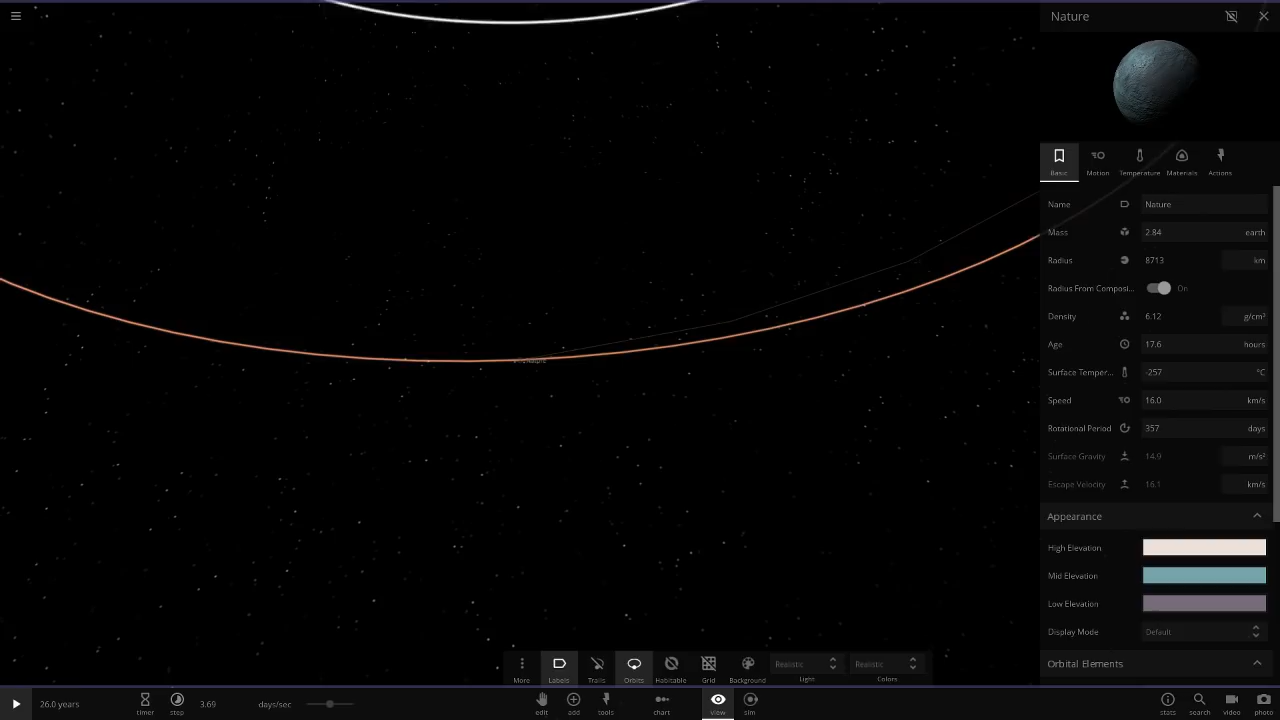 Nature
Basic
Motion
Temperature
Materials
Actions
Name Nature
Mass 2.84 earth
Radius 8713 km
Radius From Composi... On
Density 6.12 g/cm³
Age 17.6 hours
Surface Temper... -257 °C
Speed 16.0 km/s
Rotational Period 357 days
Surface Gravity 14.9 m/s²
Escape Velocity 16.1 km/s
Appearance
High Elevation
Mid Elevation
Low Elevation
Display Mode Default
Orbital Elements
More
Labels
Trails
Orbits
Habitable
Grid
Background
Realistic
Light
Realistic
Colors
26.0 years
timer
step
3.69 days/sec
edit
add
tools
chart
view
sim
stats
search
video
photo